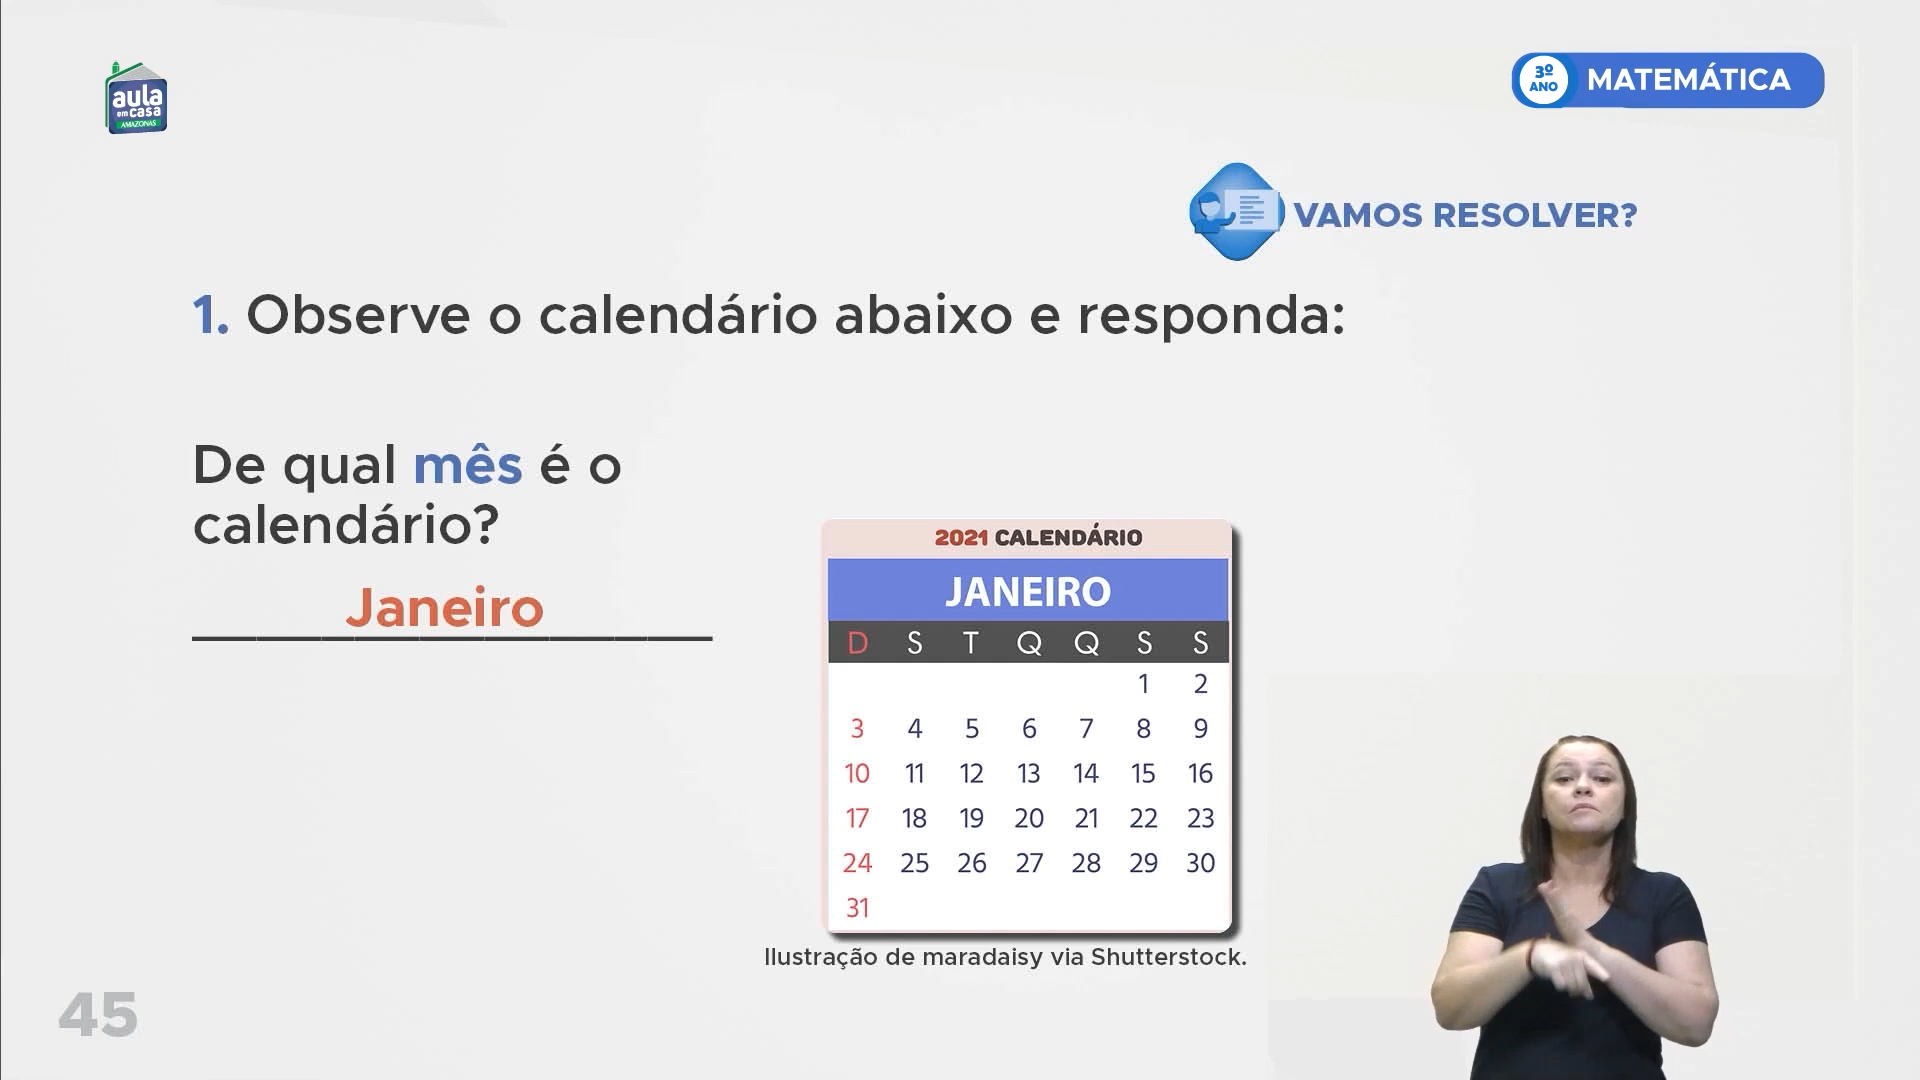 aula
em casa
AMAZONAS
3º
ANO
MATEMÁTICA
VAMOS RESOLVER?
1. Observe o calendário abaixo e responda:
De qual mês é o
calendário?
Janeiro
2021 CALENDÁRIO
JANEIRO
D S T Q Q S S
1 2
3 4 5 6 7 8 9
10 11 12 13 14 15 16
17 18 19 20 21 22 23
24 25 26 27 28 29 30
31
Ilustração de maradaisy via Shutterstock.
45